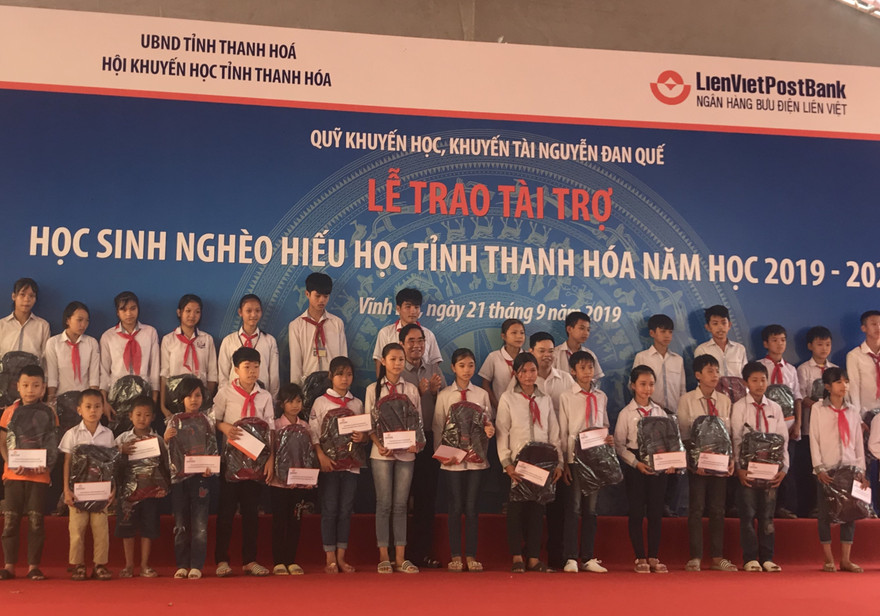 UBND TỈNH THANH HOÁ
HỘI KHUYẾN HỌC TỈNH THANH HÓA
LIENVIETPOSTBANK
NGÂN HÀNG BƯU ĐIỆN LIÊN VIỆT
QUỸ KHUYẾN HỌC, KHUYẾN TÀI NGUYỄN ĐAN QUẾ
LỄ TRAO TÀI TRỢ
HỌC SINH NGHÈO HIẾU HỌC TỈNH THANH HÓA NĂM HỌC 2019 - 202
Vĩnh ngày 21 tháng 9 năm 2019